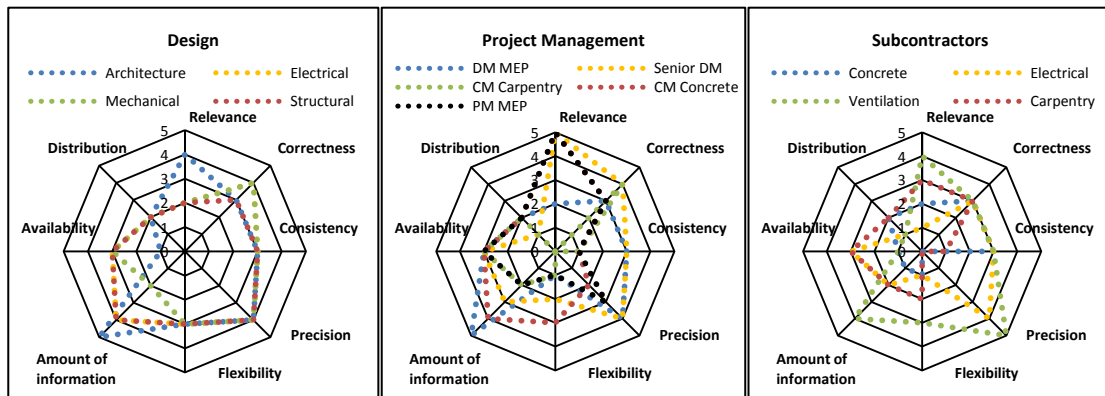 Design
Architecture
Electrical
Mechanical
Structural
Relevance
Correctness
Consistency
Precision
Flexibility
Amount of
information
Availability
Distribution
5
4
3
2
1
0
Project Management
DM MEP
Senior DM
CM Carpentry
CM Concrete
PM MEP
Relevance
Correctness
Consistency
Precision
Flexibility
Amount of
information
Availability
Distribution
5
4
3
2
1
0
Subcontractors
Concrete
Electrical
Ventilation
Carpentry
Relevance
Correctness
Consistency
Precision
Flexibility
Amount of
information
Availability
Distribution
5
4
3
2
1
0